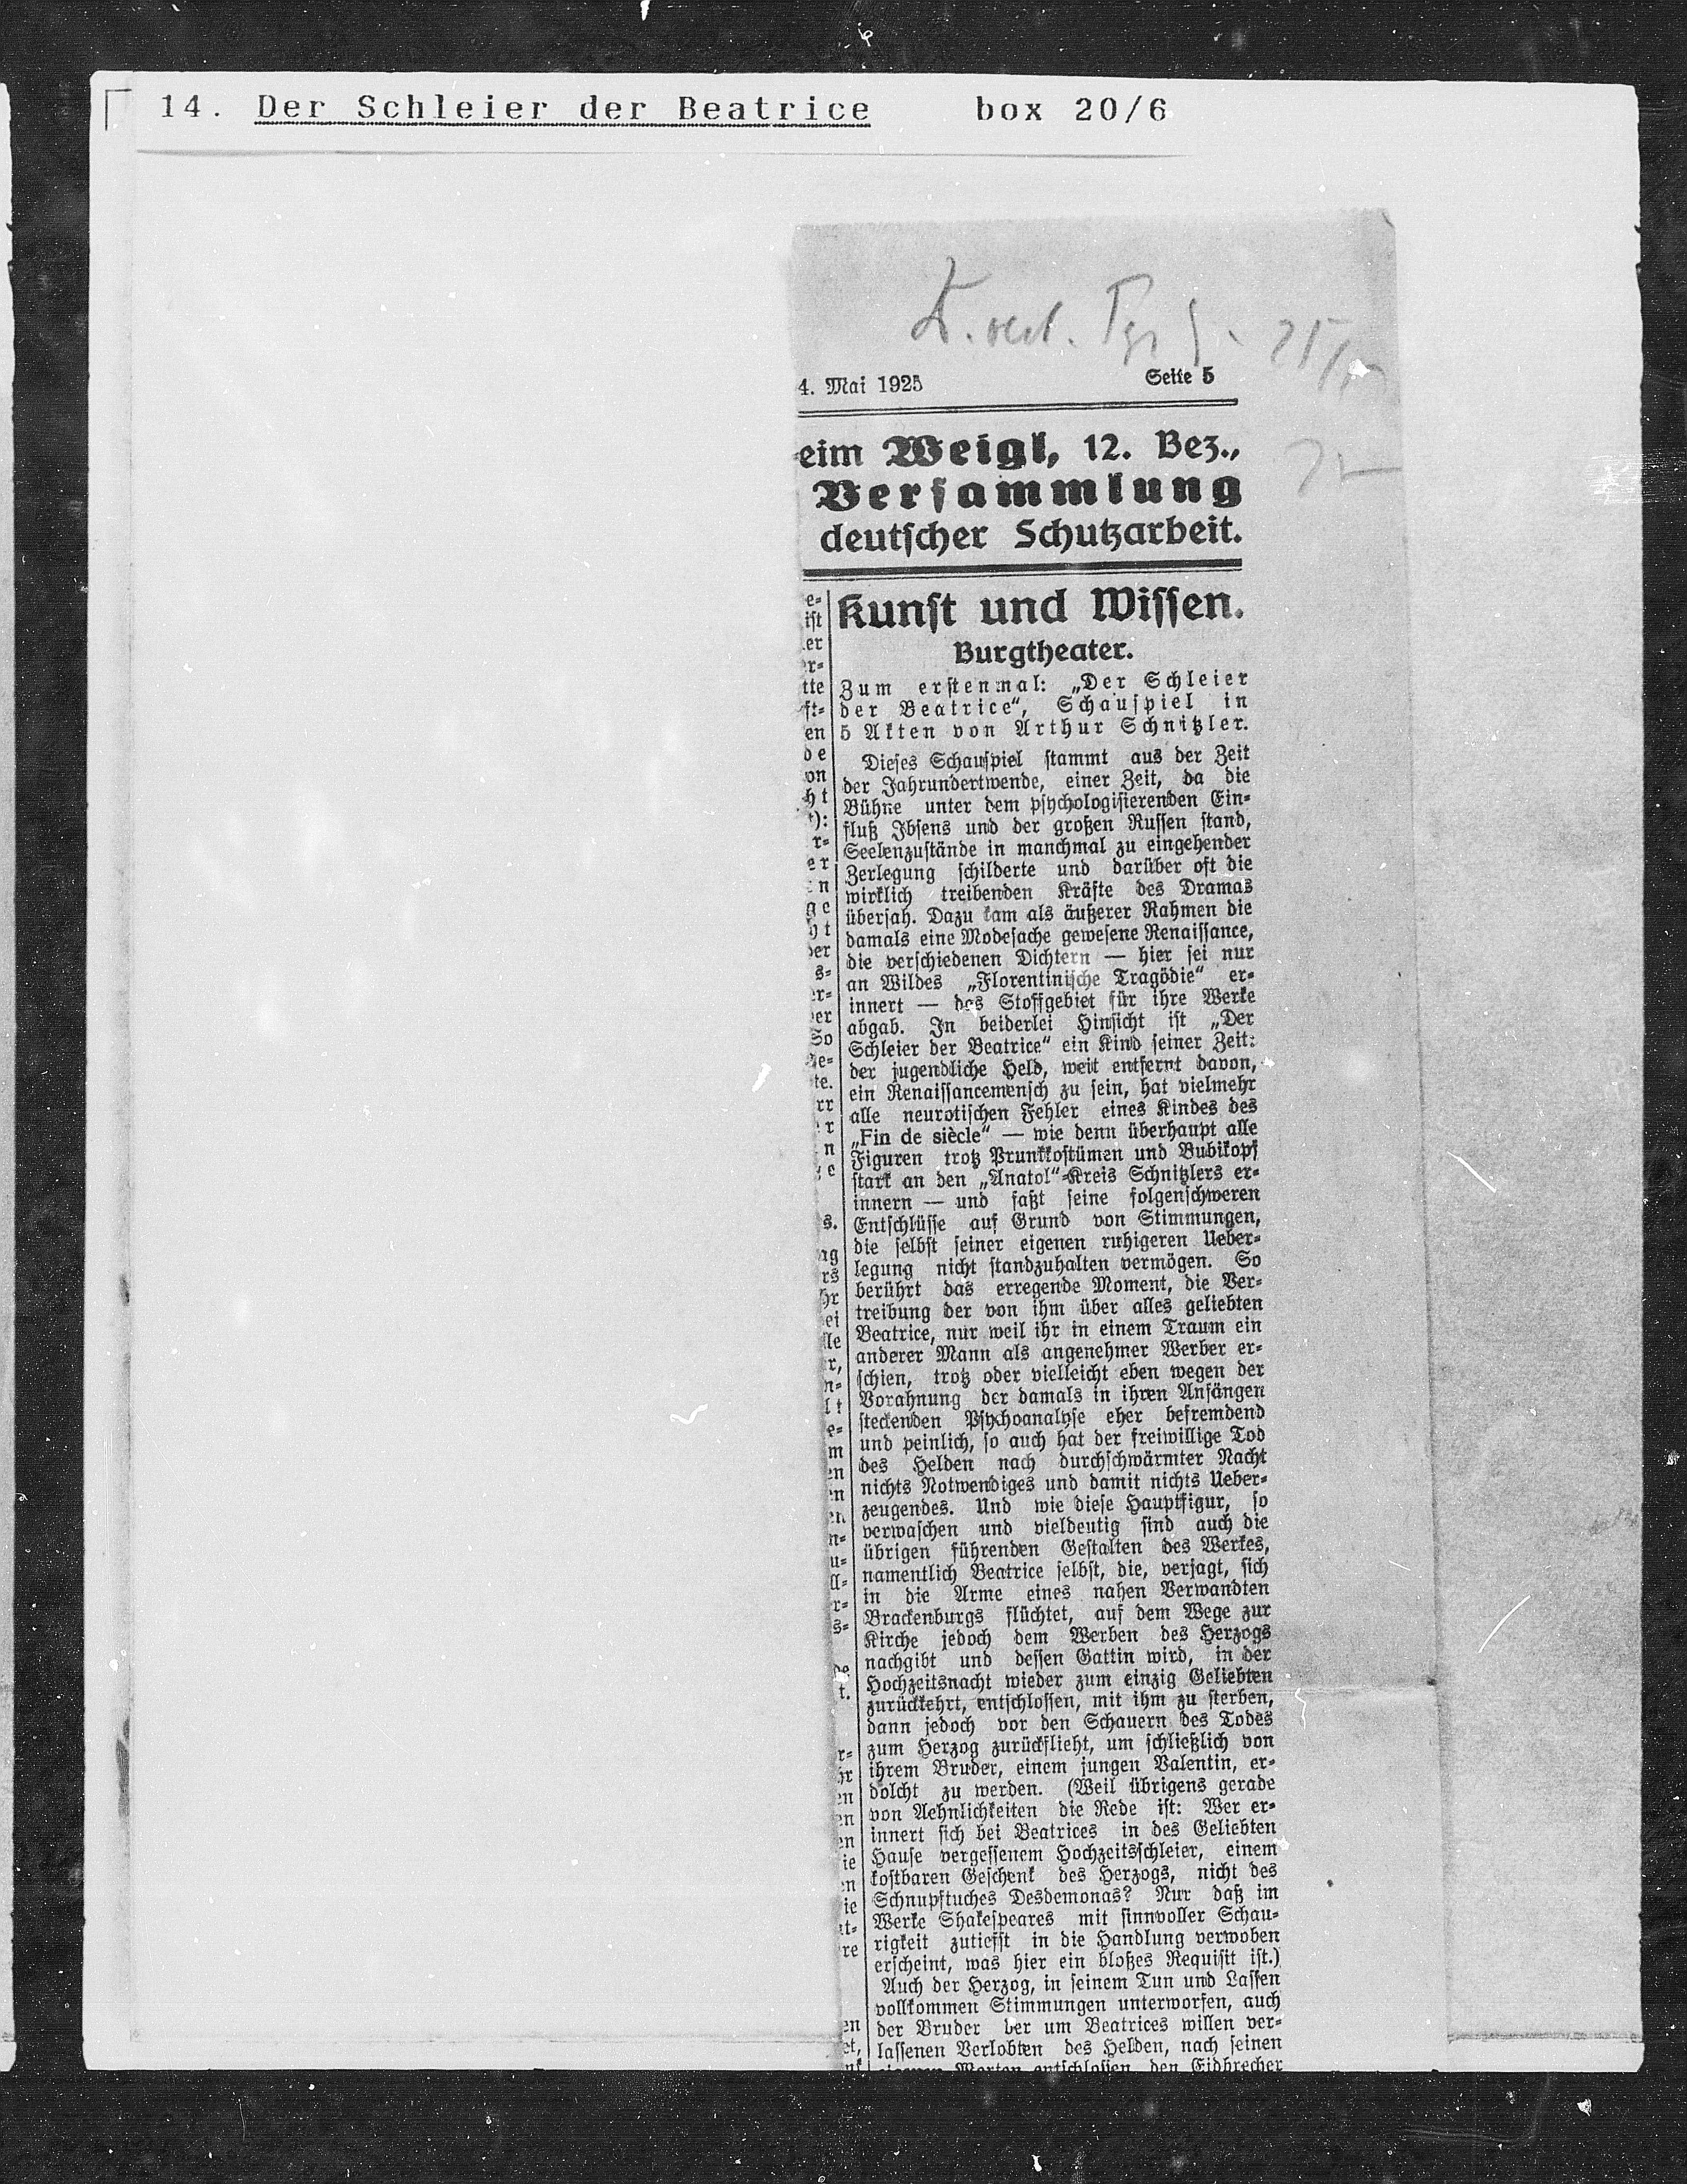 14. Der Schleier der Beatrice box 20/6
4. Mai 1925 Seite 5
eim Weigl, 12. Bez.,
Versammlung
deutscher Schutzarbeit.
Kunst und Wissen.
Burgtheater.
Zum erstenmal: „Der Schleier
der Beatrice“, Schauspiel in
5 Akten von Arthur Schnitzler.
Dieses Schauspiel stammt aus der Zeit
der Jahrundertwende, einer Zeit, da die
Bühne unter dem psychologisierenden Ein-
fluß Ibsens und der großen Russen stand,
Seelenzustände in manchmal zu eingehender
Zerlegung schilderte und darüber oft die
wirklich treibenden Kräfte des Dramas
übersah. Dazu kam als äußerer Rahmen die
damals eine Modesache gewesene Renaissance,
die verschiedenen Dichtern — hier sei nur
an Wildes „Florentinische Tragödie“ er-
innert — das Stoffgebiet für ihre Werke
abgab. In beiderlei Hinsicht ist „Der
Schleier der Beatrice“ ein Kind seiner Zeit:
der jugendliche Held, weit entfernt davon,
ein Renaissancemensch zu sein, hat vielmehr
alle neurotischen Fehler eines Kindes des
„Fin de siècle“ — wie denn überhaupt alle
Figuren trotz Prunkkostümen und Bubikopf
stark an den „Anatol“-Kreis Schnitzlers er-
innern — und faßt seine folgenschweren
Entschlüsse auf Grund von Stimmungen,
die selbst seiner eigenen ruhigeren Ueber-
legung nicht standzuhalten vermögen. So
berührt das erregende Moment, die Ver-
treibung der von ihm über alles geliebten
Beatrice, nur weil ihr in einem Traum ein
anderer Mann als angenehmer Werber er-
schien, trotz oder vielleicht eben wegen der
Vorahnung der damals in ihren Anfängen
steckenden Psychoanalyse eher befremdend
und peinlich, so auch hat der freiwillige Tod
des Helden nach durchschwärmter Nacht
nichts Notwendiges und damit nichts Ueber-
zeugendes. Und wie diese Hauptfigur, so
verwaschen und vieldeutig sind auch die
übrigen führenden Gestalten des Werkes,
namentlich Beatrice selbst, die, verjagt, sich
in die Arme eines nahen Verwandten
Brackenburgs flüchtet, auf dem Wege zur
Kirche jedoch dem Werben des Herzogs
nachgibt und dessen Gattin wird, in der
Hochzeitsnacht wieder zum einzig Geliebten
zurückkehrt, entschlossen, mit ihm zu sterben,
dann jedoch vor den Schauern des Todes
zum Herzog zurückflieht, um schließlich von
ihrem Bruder, einem jungen Valentin, er-
dolcht zu werden. (Weil übrigens gerade
von Aehnlichkeiten die Rede ist: Wer er-
innert sich bei Beatrices in des Geliebten
Hause vergessenem Hochzeitsschleier, einem
kostbaren Geschenk des Herzogs, nicht des
Schnupftuches Desdemonas? Nur daß im
Werke Shakespeares mit sinnvoller Schau-
rigkeit zutiefst in die Handlung verwoben
erscheint, was hier ein bloßes Requisit ist.)
Auch der Herzog, in seinem Tun und Lassen
vollkommen Stimmungen unterworfen, auch
der Bruder der um Beatrices willen ver-
lassenen Verlobten des Helden, nach seinen
eigenen Worten entschlossen, den Eidbrecher